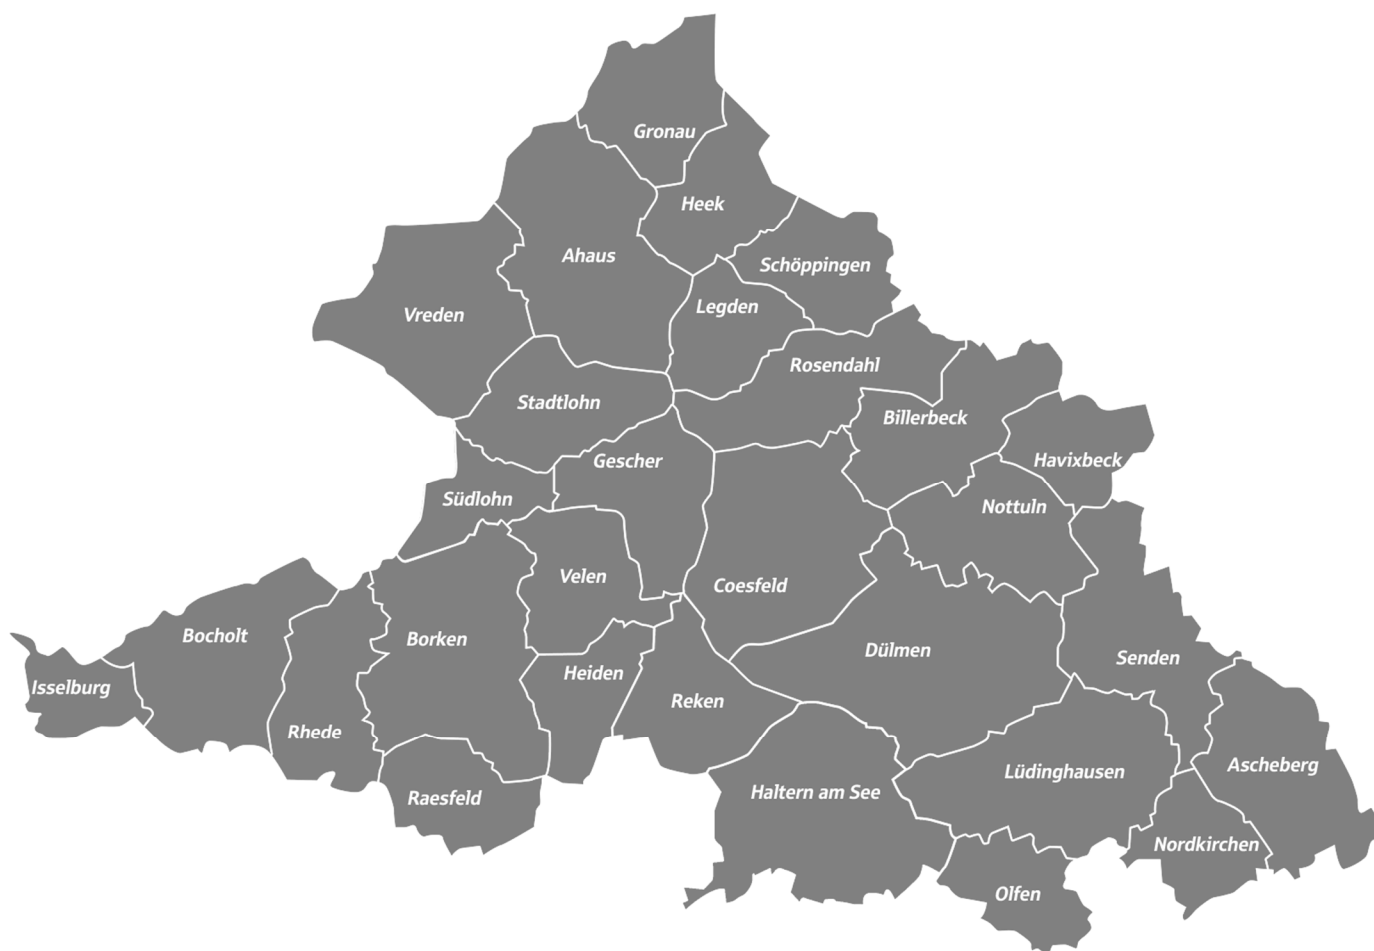 Gronau
Heek
Ahaus
Schöppingen
Legden
Vreden
Rosendahl
Stadtlohn
Billerbeck
Gescher
Havixbeck
Südlohn
Nottuln
Velen
Coesfeld
Bocholt
Borken
Dülmen
Senden
Heiden
Isselburg
Reken
Rhede
Ascheberg
Lüdinghausen
Haltern am See
Raesfeld
Nordkirchen
Olfen